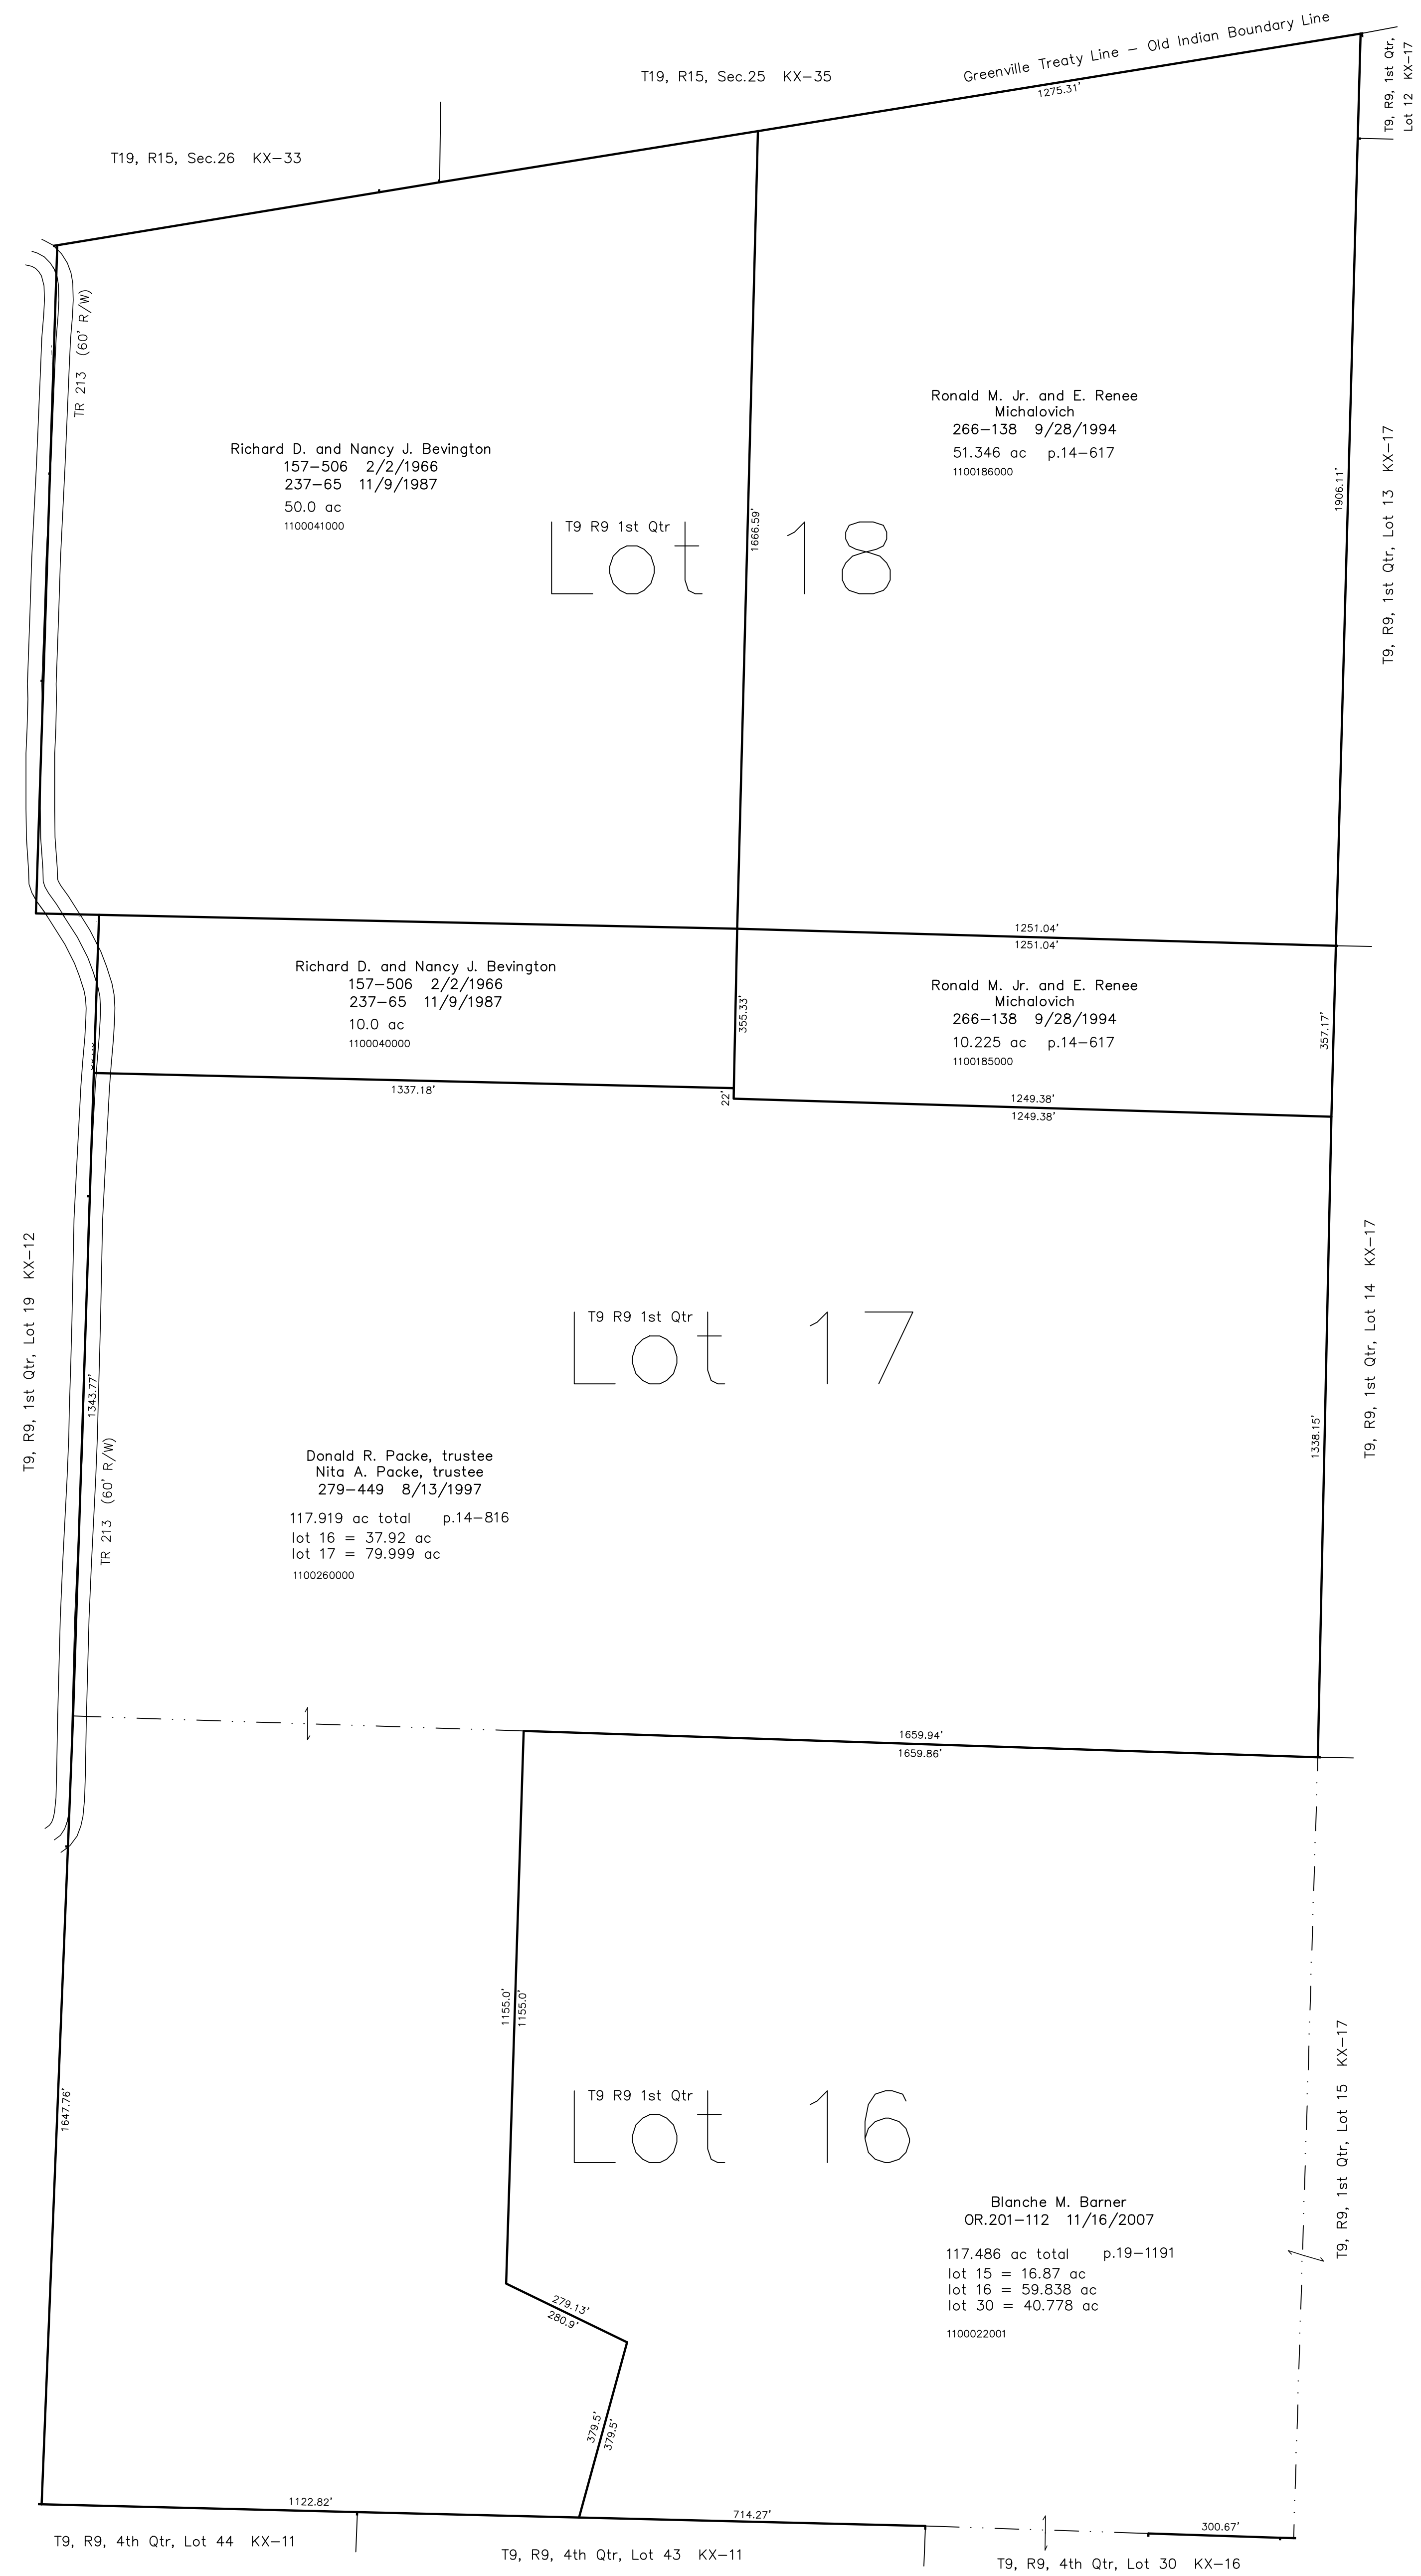 Greenville Treaty Line – Old Indian Boundary Line
1275.31'
T19, R15, Sec.25 KX–35
T19, R15, Sec.26 KX–33
T9, R9, 1st Qtr,
Lot 12 KX–17
TR 213 (60' R/W)
Richard D. and Nancy J. Bevington
157–506 2/2/1966
237–65 11/9/1987
50.0 ac
1100041000
Ronald M. Jr. and E. Renee
Michalovich
266–138 9/28/1994
51.346 ac p.14–617
1100186000
1906.11'
T9, R9, 1st Qtr, Lot 13 KX–17
T9 R9 1st Qtr
Lot 18
1666.59'
1251.04'
1251.04'
Richard D. and Nancy J. Bevington
157–506 2/2/1966
237–65 11/9/1987
10.0 ac
1100040000
355.33'
Ronald M. Jr. and E. Renee
Michalovich
266–138 9/28/1994
10.225 ac p.14–617
1100185000
357.17'
1337.18'
22'
1249.38'
1249.38'
T9, R9, 1st Qtr, Lot 19 KX–12
T9, R9, 1st Qtr, Lot 14 KX–17
T9 R9 1st Qtr
Lot 17
1343.77'
1338.15'
TR 213 (60' R/W)
Donald R. Packe, trustee
Nita A. Packe, trustee
279–449 8/13/1997
117.919 ac total p.14–816
lot 16 = 37.92 ac
lot 17 = 79.999 ac
1100260000
1659.94'
1659.86'
1155.0'
1155.0'
1647.76'
T9 R9 1st Qtr
Lot 16
T9, R9, 1st Qtr, Lot 15 KX–17
Blanche M. Barner
OR.201–112 11/16/2007
117.486 ac total p.19–1191
lot 15 = 16.87 ac
lot 16 = 59.838 ac
lot 30 = 40.778 ac
1100022001
279.13'
280.9'
379.5'
379.5'
1122.82'
714.27'
300.67'
T9, R9, 4th Qtr, Lot 44 KX–11
T9, R9, 4th Qtr, Lot 43 KX–11
T9, R9, 4th Qtr, Lot 30 KX–16